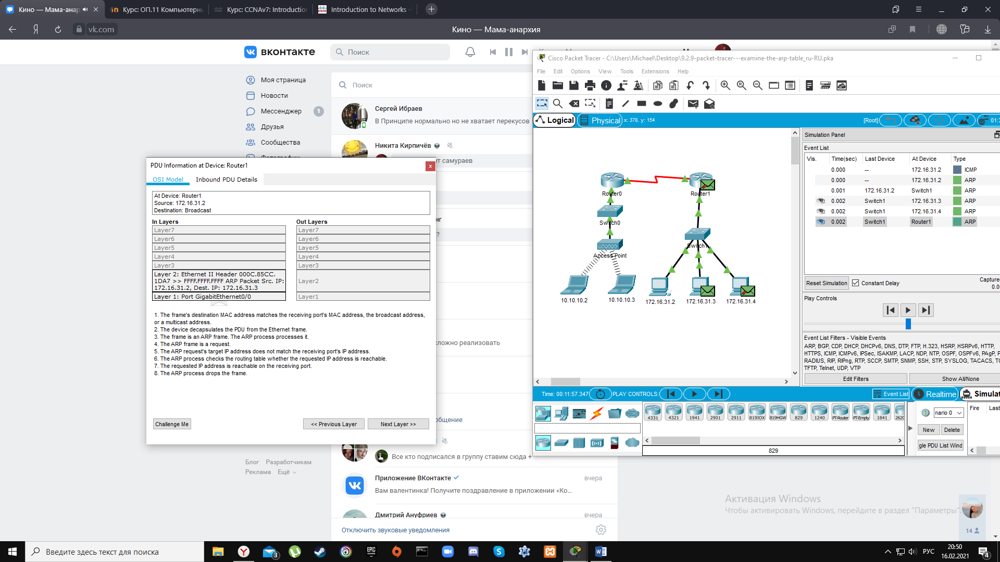 Кино — Мама-анар
Курс: ОП.11 Компьютерн
Курс: CCNAv7: Introduction
Introduction to Networks -
vk.com
Кино — Мама-анархия
вконтакте
Поиск
Моя страница
Новости
Мессенджер 1
Друзья
Сообщества
Поиск
Сергей Ибраев
В Принципе нормально но не хватает перекусов
Никита Кирпичёв
ет самураев
нг
?
сложно реализовать
общение
Все кто подписался в группу ставим сюда +
Приложение ВКонтакте
вчера
Вам валентинка! Получите поздравление в приложении «Ко...
Дмитрий Ануфриев
вчера
Отключить звуковые уведомления
Блог Разработчикам
Реклама Ещё
PDU Information at Device: Router1
OSI Model
Inbound PDU Details
At Device: Router1
Source: 172.16.31.2
Destination: Broadcast
In Layers
Layer7
Layer6
Layer5
Layer4
Layer3
Layer 2: Ethernet II Header 000C.85CC.
1DA7 >> FFFF.FFFF.FFFF ARP Packet Src. IP:
172.16.31.2, Dest. IP: 172.16.31.3
Layer 1: Port GigabitEthernet0/0
Out Layers
Layer7
Layer6
Layer5
Layer4
Layer3
Layer2
Layer1
1. The frame's destination MAC address matches the receiving port's MAC address, the broadcast address,
or a multicast address.
2. The device decapsulates the PDU from the Ethernet frame.
3. The frame is an ARP frame. The ARP process processes it.
4. The ARP frame is a request.
5. The ARP request's target IP address does not match the receiving port's IP address.
6. The ARP process checks the routing table whether the requested IP address is reachable.
7. The requested IP address is reachable on the receiving port.
8. The ARP process drops the frame.
Challenge Me
<< Previous Layer
Next Layer >>
Cisco Packet Tracer - C:\Users\Michael\Desktop\9.2.9-packet-tracer---examine-the-arp-table_ru-RU.pka
File Edit Options View Tools Extensions Help
Logical
Physical
x: 378, y: 154
[Root]
01:3
Router0
Router1
Switch0
Switch1
Access Point
10.10.10.2
10.10.10.3
172.16.31.2
172.16.31.3
172.16.31.4
Simulation Panel
Event List
Vis. Time(sec) Last Device At Device Type
0.000 -- 172.16.31.2 ICMP
0.000 -- 172.16.31.2 ARP
0.001 172.16.31.2 Switch1 ARP
0.002 Switch1 172.16.31.3 ARP
0.002 Switch1 172.16.31.4 ARP
0.002 Switch1 Router1 ARP
Reset Simulation
Constant Delay
Capture
0.0
Play Controls
Event List Filters - Visible Events
ARP, BGP, CDP, DHCP, DHCPv6, DNS, DTP, FTP, H.323, HSRP, HSRPv6, HTTP,
HTTPS, ICMP, ICMPv6, IPSec, ISAKMP, LACP, NDP, NTP, OSPF, OSPFv6, PAgP, P
RADIUS, RIP, RIPng, RTP, SCCP, SMTP, SNMP, SSH, STP, SYSLOG, TACACS, TC
TFTP, Telnet, UDP, VTP
Edit Filters
Show All/None
Time: 00:11:57.347
PLAY CONTROLS:
Event List
Realtime
Simulat
4331 4321 1941 2901 2911 819IOX 819HGW 829 1240 PT-Router PT-Empty 1841 2620
829
nario 0
New
Delete
gle PDU List Wind
Fire Last
Активация Windows
Чтобы активировать Windows, перейдите в раздел "Параметры".
14
Введите здесь текст для поиска
3
EPIC
GAMES
РУС
20:50
16.02.2021
4